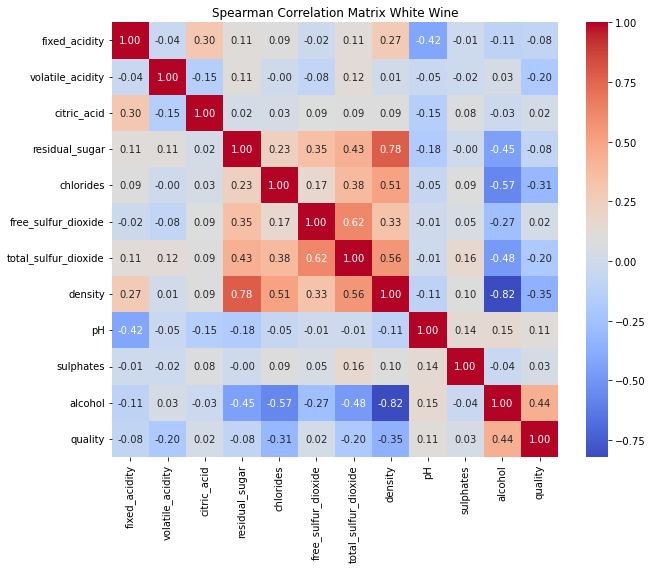 Spearman Correlation Matrix White Wine
fixed_acidity 1.00 -0.04 0.30 0.11 0.09 -0.02 0.11 0.27 -0.42 -0.01 -0.11 -0.08
volatile_acidity -0.04 1.00 -0.15 0.11 -0.00 -0.08 0.12 0.01 -0.05 -0.02 0.03 -0.20
citric_acid 0.30 -0.15 1.00 0.02 0.03 0.09 0.09 0.09 -0.15 0.08 -0.03 0.02
residual_sugar 0.11 0.11 0.02 1.00 0.23 0.35 0.43 0.78 -0.18 -0.00 -0.45 -0.08
chlorides 0.09 -0.00 0.03 0.23 1.00 0.17 0.38 0.51 -0.05 0.09 -0.57 -0.31
free_sulfur_dioxide -0.02 -0.08 0.09 0.35 0.17 1.00 0.62 0.33 -0.01 0.05 -0.27 0.02
total_sulfur_dioxide 0.11 0.12 0.09 0.43 0.38 0.62 1.00 0.56 -0.01 0.16 -0.48 -0.20
density 0.27 0.01 0.09 0.78 0.51 0.33 0.56 1.00 -0.11 0.10 -0.82 -0.35
pH -0.42 -0.05 -0.15 -0.18 -0.05 -0.01 -0.01 -0.11 1.00 0.14 0.15 0.11
sulphates -0.01 -0.02 0.08 -0.00 0.09 0.05 0.16 0.10 0.14 1.00 -0.04 0.03
alcohol -0.11 0.03 -0.03 -0.45 -0.57 -0.27 -0.48 -0.82 0.15 -0.04 1.00 0.44
quality -0.08 -0.20 0.02 -0.08 -0.31 0.02 -0.20 -0.35 0.11 0.03 0.44 1.00
fixed_acidity
volatile_acidity
citric_acid
residual_sugar
chlorides
free_sulfur_dioxide
total_sulfur_dioxide
density
pH
sulphates
alcohol
quality
1.00
0.75
0.50
0.25
0.00
-0.25
-0.50
-0.75